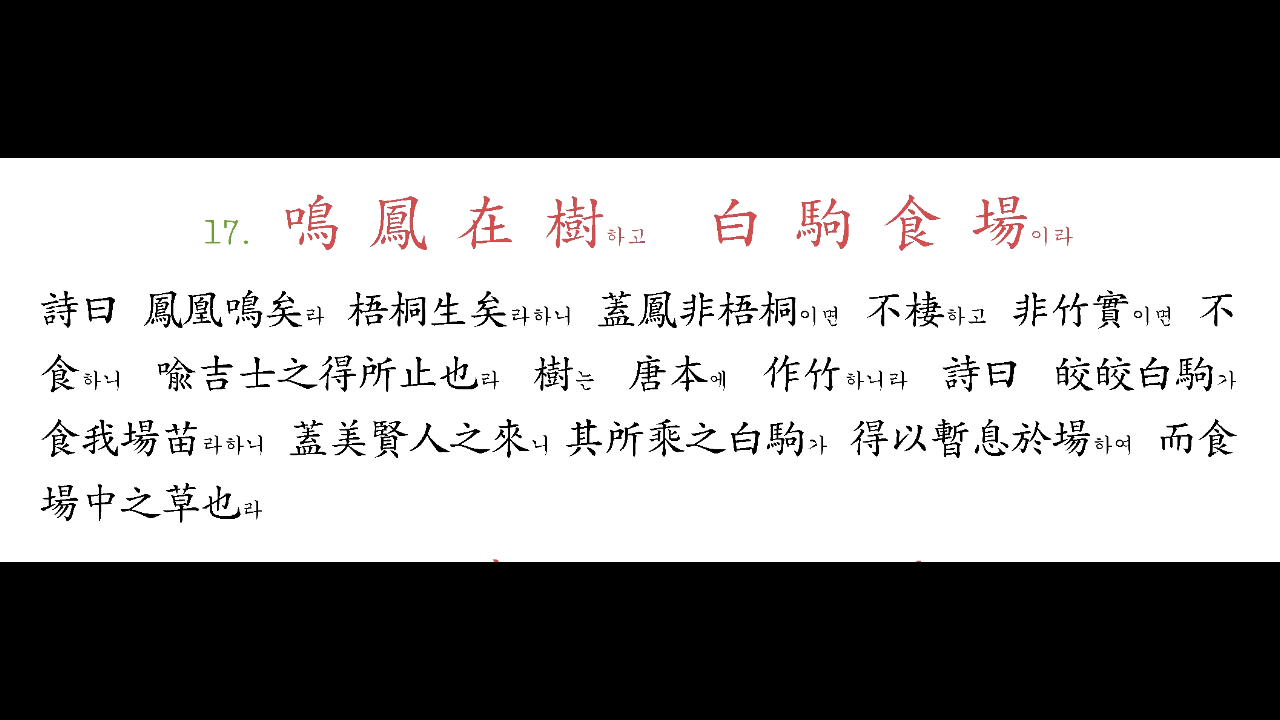 17. 鳴鳳在樹하고 白駒食場이라
詩曰 鳳凰鳴矣라 梧桐生矣라하니 蓋鳳非梧桐이면 不棲하고 非竹實이면 不
食하니 喩吉士之得所止也라 樹는 唐本에 作竹하니라 詩曰 皎皎白駒가
食我場苗라하니 蓋美賢人之來니 其所乘之白駒가 得以暫息於場하여 而食
場中之草也라